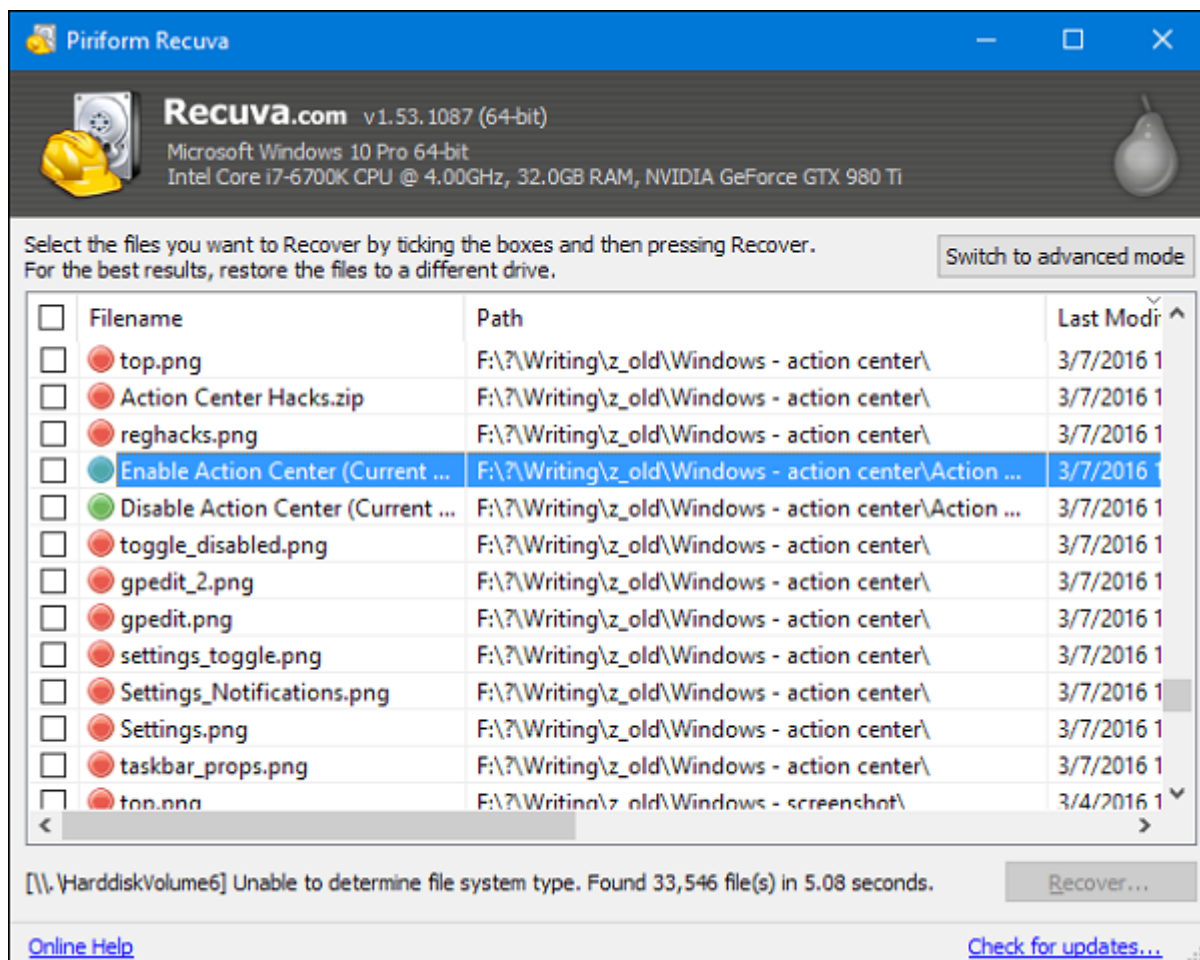 Piriform Recuva
Recuva.com v1.53.1087 (64-bit)
Microsoft Windows 10 Pro 64-bit
Intel Core i7-6700K CPU @ 4.00GHz, 32.0GB RAM, NVIDIA GeForce GTX 980 Ti
Select the files you want to Recover by ticking the boxes and then pressing Recover.
For the best results, restore the files to a different drive.
Switch to advanced mode
Filename Path Last Modif
top.png F:\?\Writing\z_old\Windows - action center\ 3/7/2016 1
Action Center Hacks.zip F:\?\Writing\z_old\Windows - action center\ 3/7/2016 1
reghacks.png F:\?\Writing\z_old\Windows - action center\ 3/7/2016 1
Enable Action Center (Current ... F:\?\Writing\z_old\Windows - action center\Action ... 3/7/2016 1
Disable Action Center (Current ... F:\?\Writing\z_old\Windows - action center\Action ... 3/7/2016 1
toggle_disabled.png F:\?\Writing\z_old\Windows - action center\ 3/7/2016 1
gpedit_2.png F:\?\Writing\z_old\Windows - action center\ 3/7/2016 1
gpedit.png F:\?\Writing\z_old\Windows - action center\ 3/7/2016 1
settings_toggle.png F:\?\Writing\z_old\Windows - action center\ 3/7/2016 1
Settings_Notifications.png F:\?\Writing\z_old\Windows - action center\ 3/7/2016 1
Settings.png F:\?\Writing\z_old\Windows - action center\ 3/7/2016 1
taskbar_props.png F:\?\Writing\z_old\Windows - action center\ 3/7/2016 1
top.png F:\?\Writing\z_old\Windows - screenshot\ 3/4/2016 1
[\\.\HarddiskVolume6] Unable to determine file system type. Found 33,546 file(s) in 5.08 seconds.
Recover...
Online Help
Check for updates...